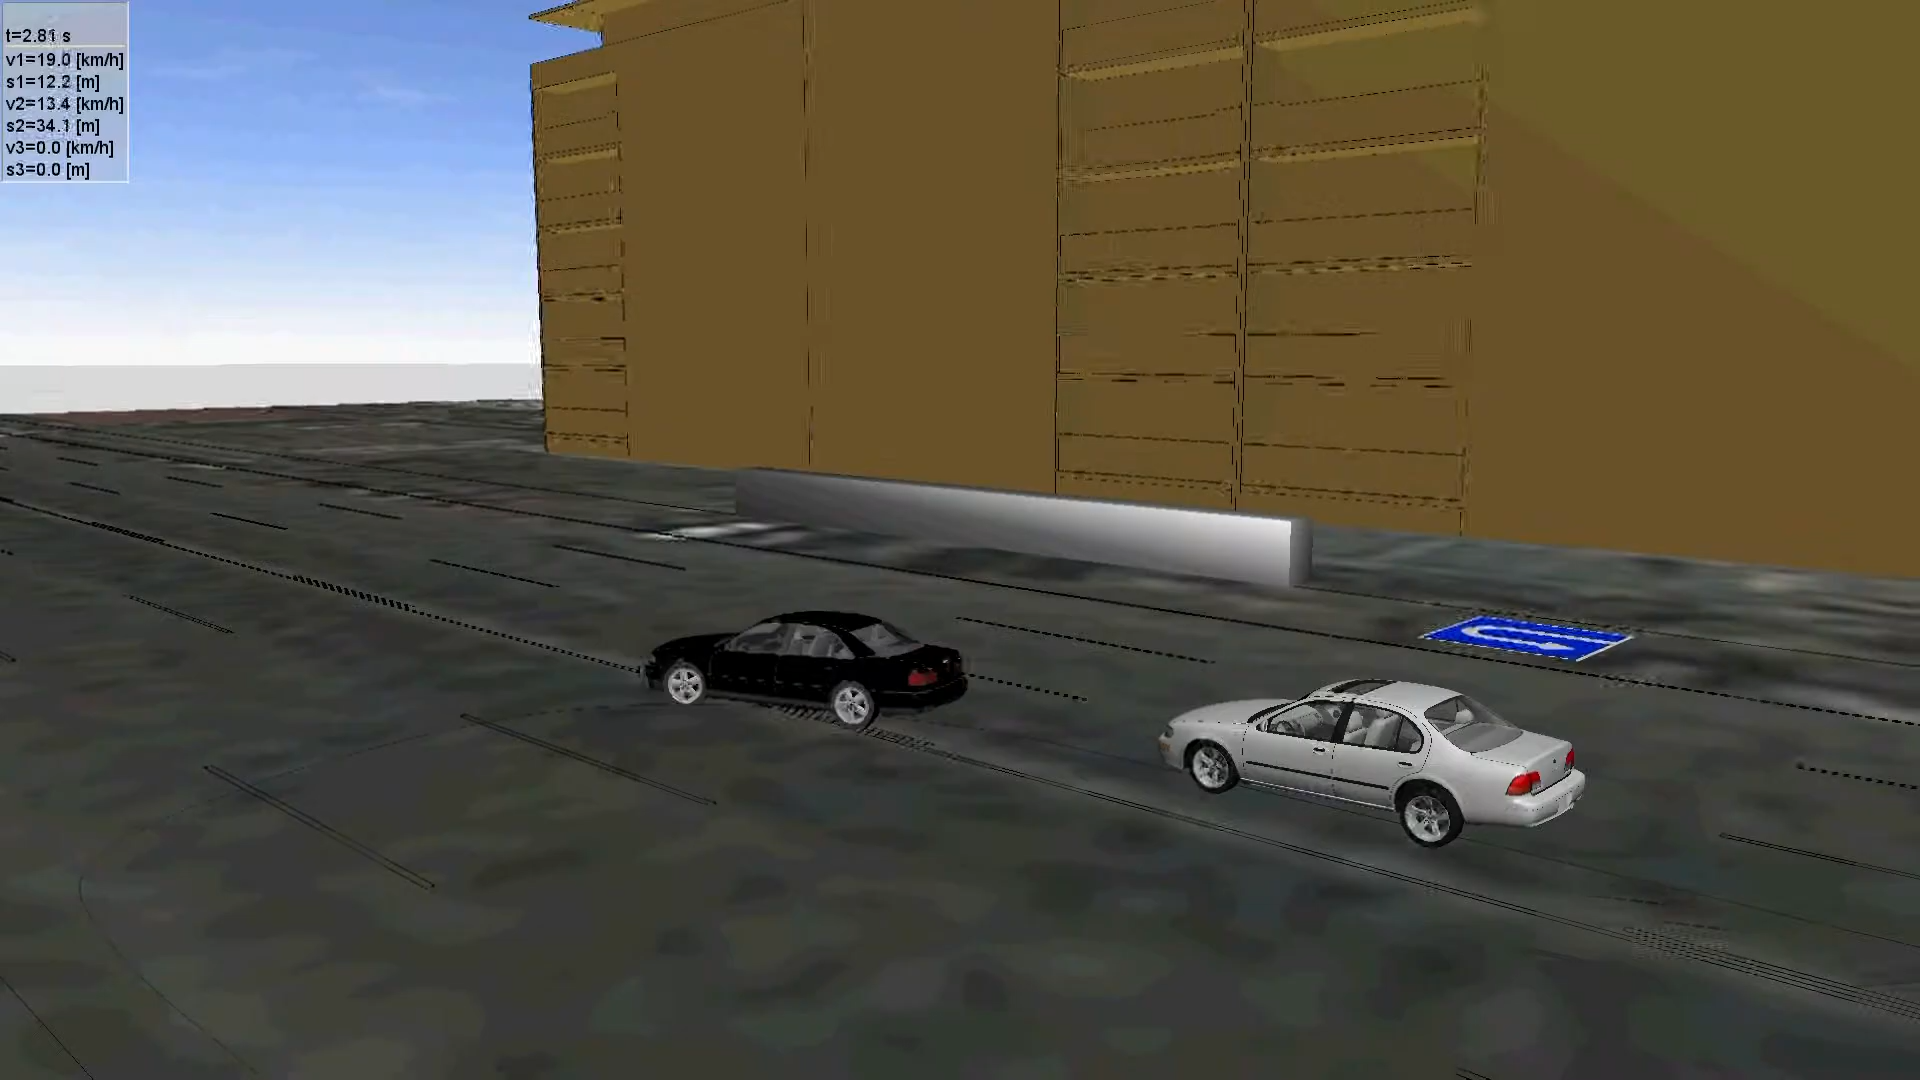 t=2.81 s
v1=19.0 [km/h]
s1=12.2 [m]
v2=13.4 [km/h]
s2=34.1 [m]
v3=0.0 [km/h]
s3=0.0 [m]